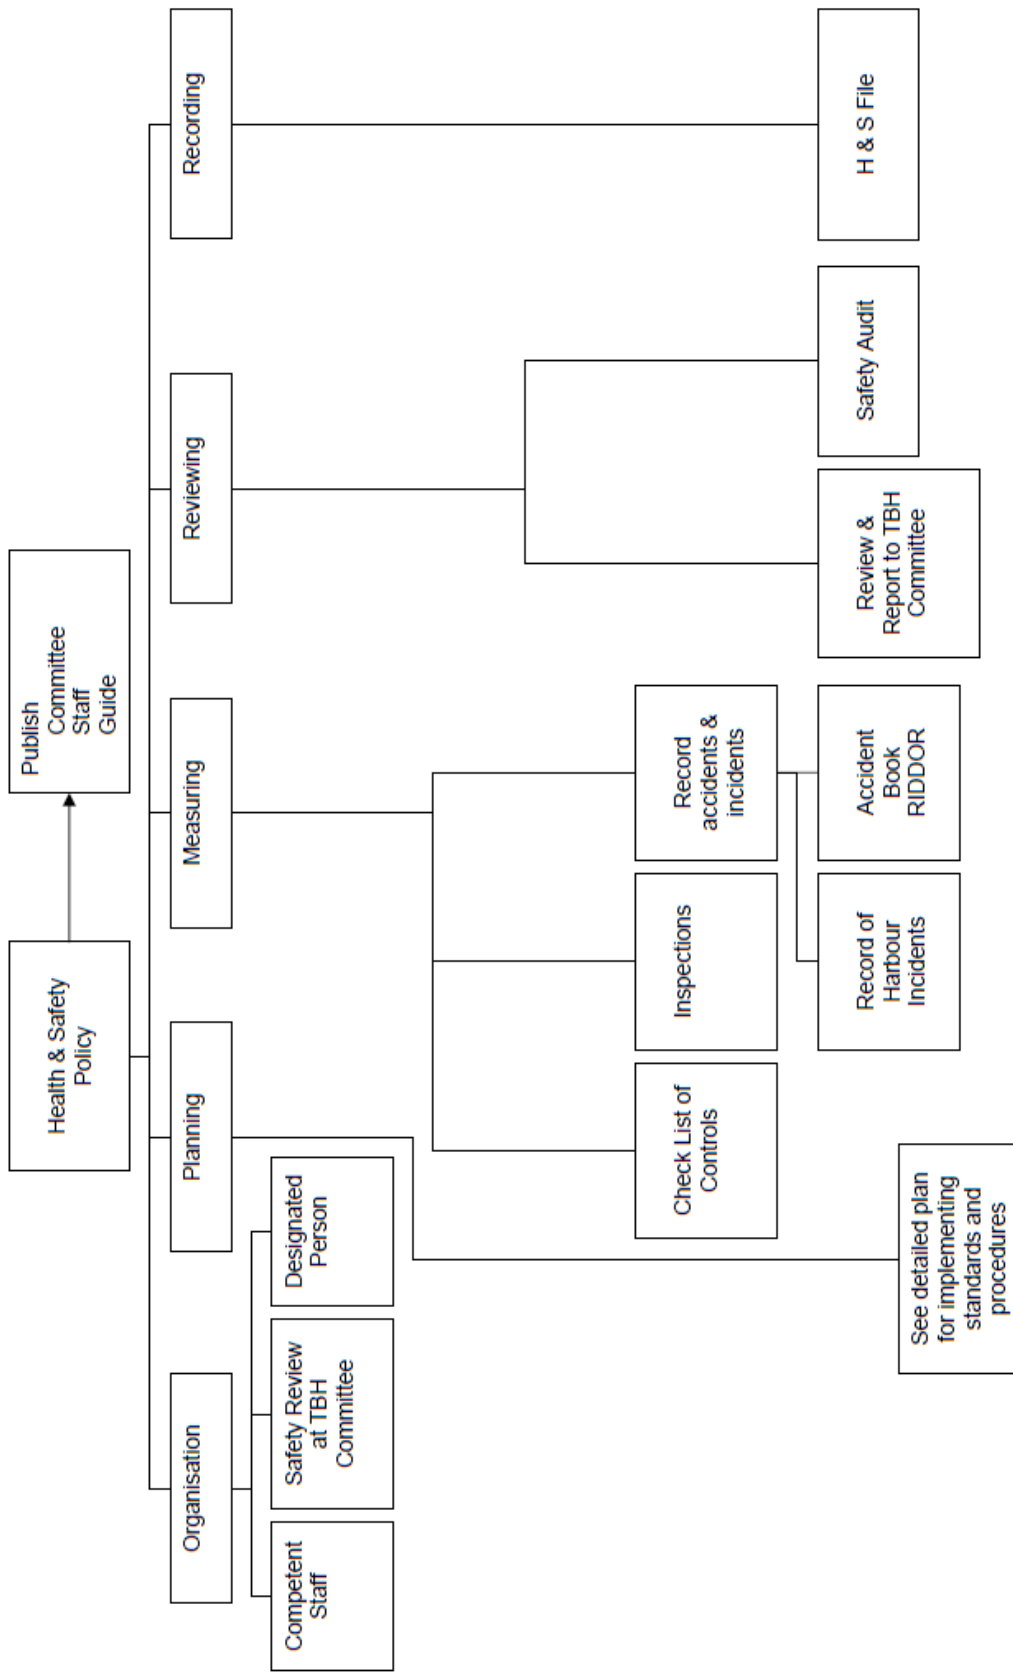 Health & Safety
Policy
Publish
Committee
Staff
Guide
Organisation
Planning
Measuring
Reviewing
Recording
Competent
Staff
Safety Review
at TBH
Committee
Designated
Person
See detailed plan
for implementing
standards and
procedures
Check List of
Controls
Inspections
Record
accidents &
incidents
Record of
Harbour
Incidents
Accident
Book
RIDDOR
Review &
Report to TBH
Committee
Safety Audit
H & S File